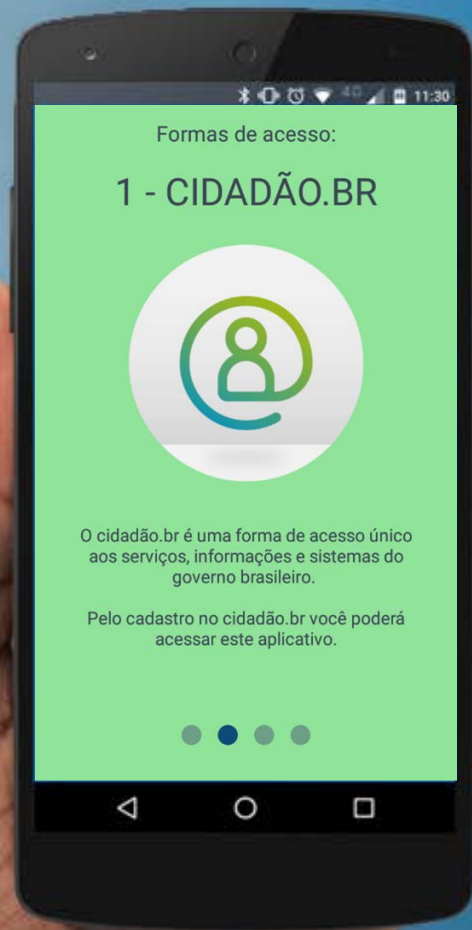 4G 11:30
Formas de acesso:
1 - CIDADÃO.BR
O cidadão.br é uma forma de acesso único
aos serviços, informações e sistemas do
governo brasileiro.
Pelo cadastro no cidadão.br você poderá
acessar este aplicativo.